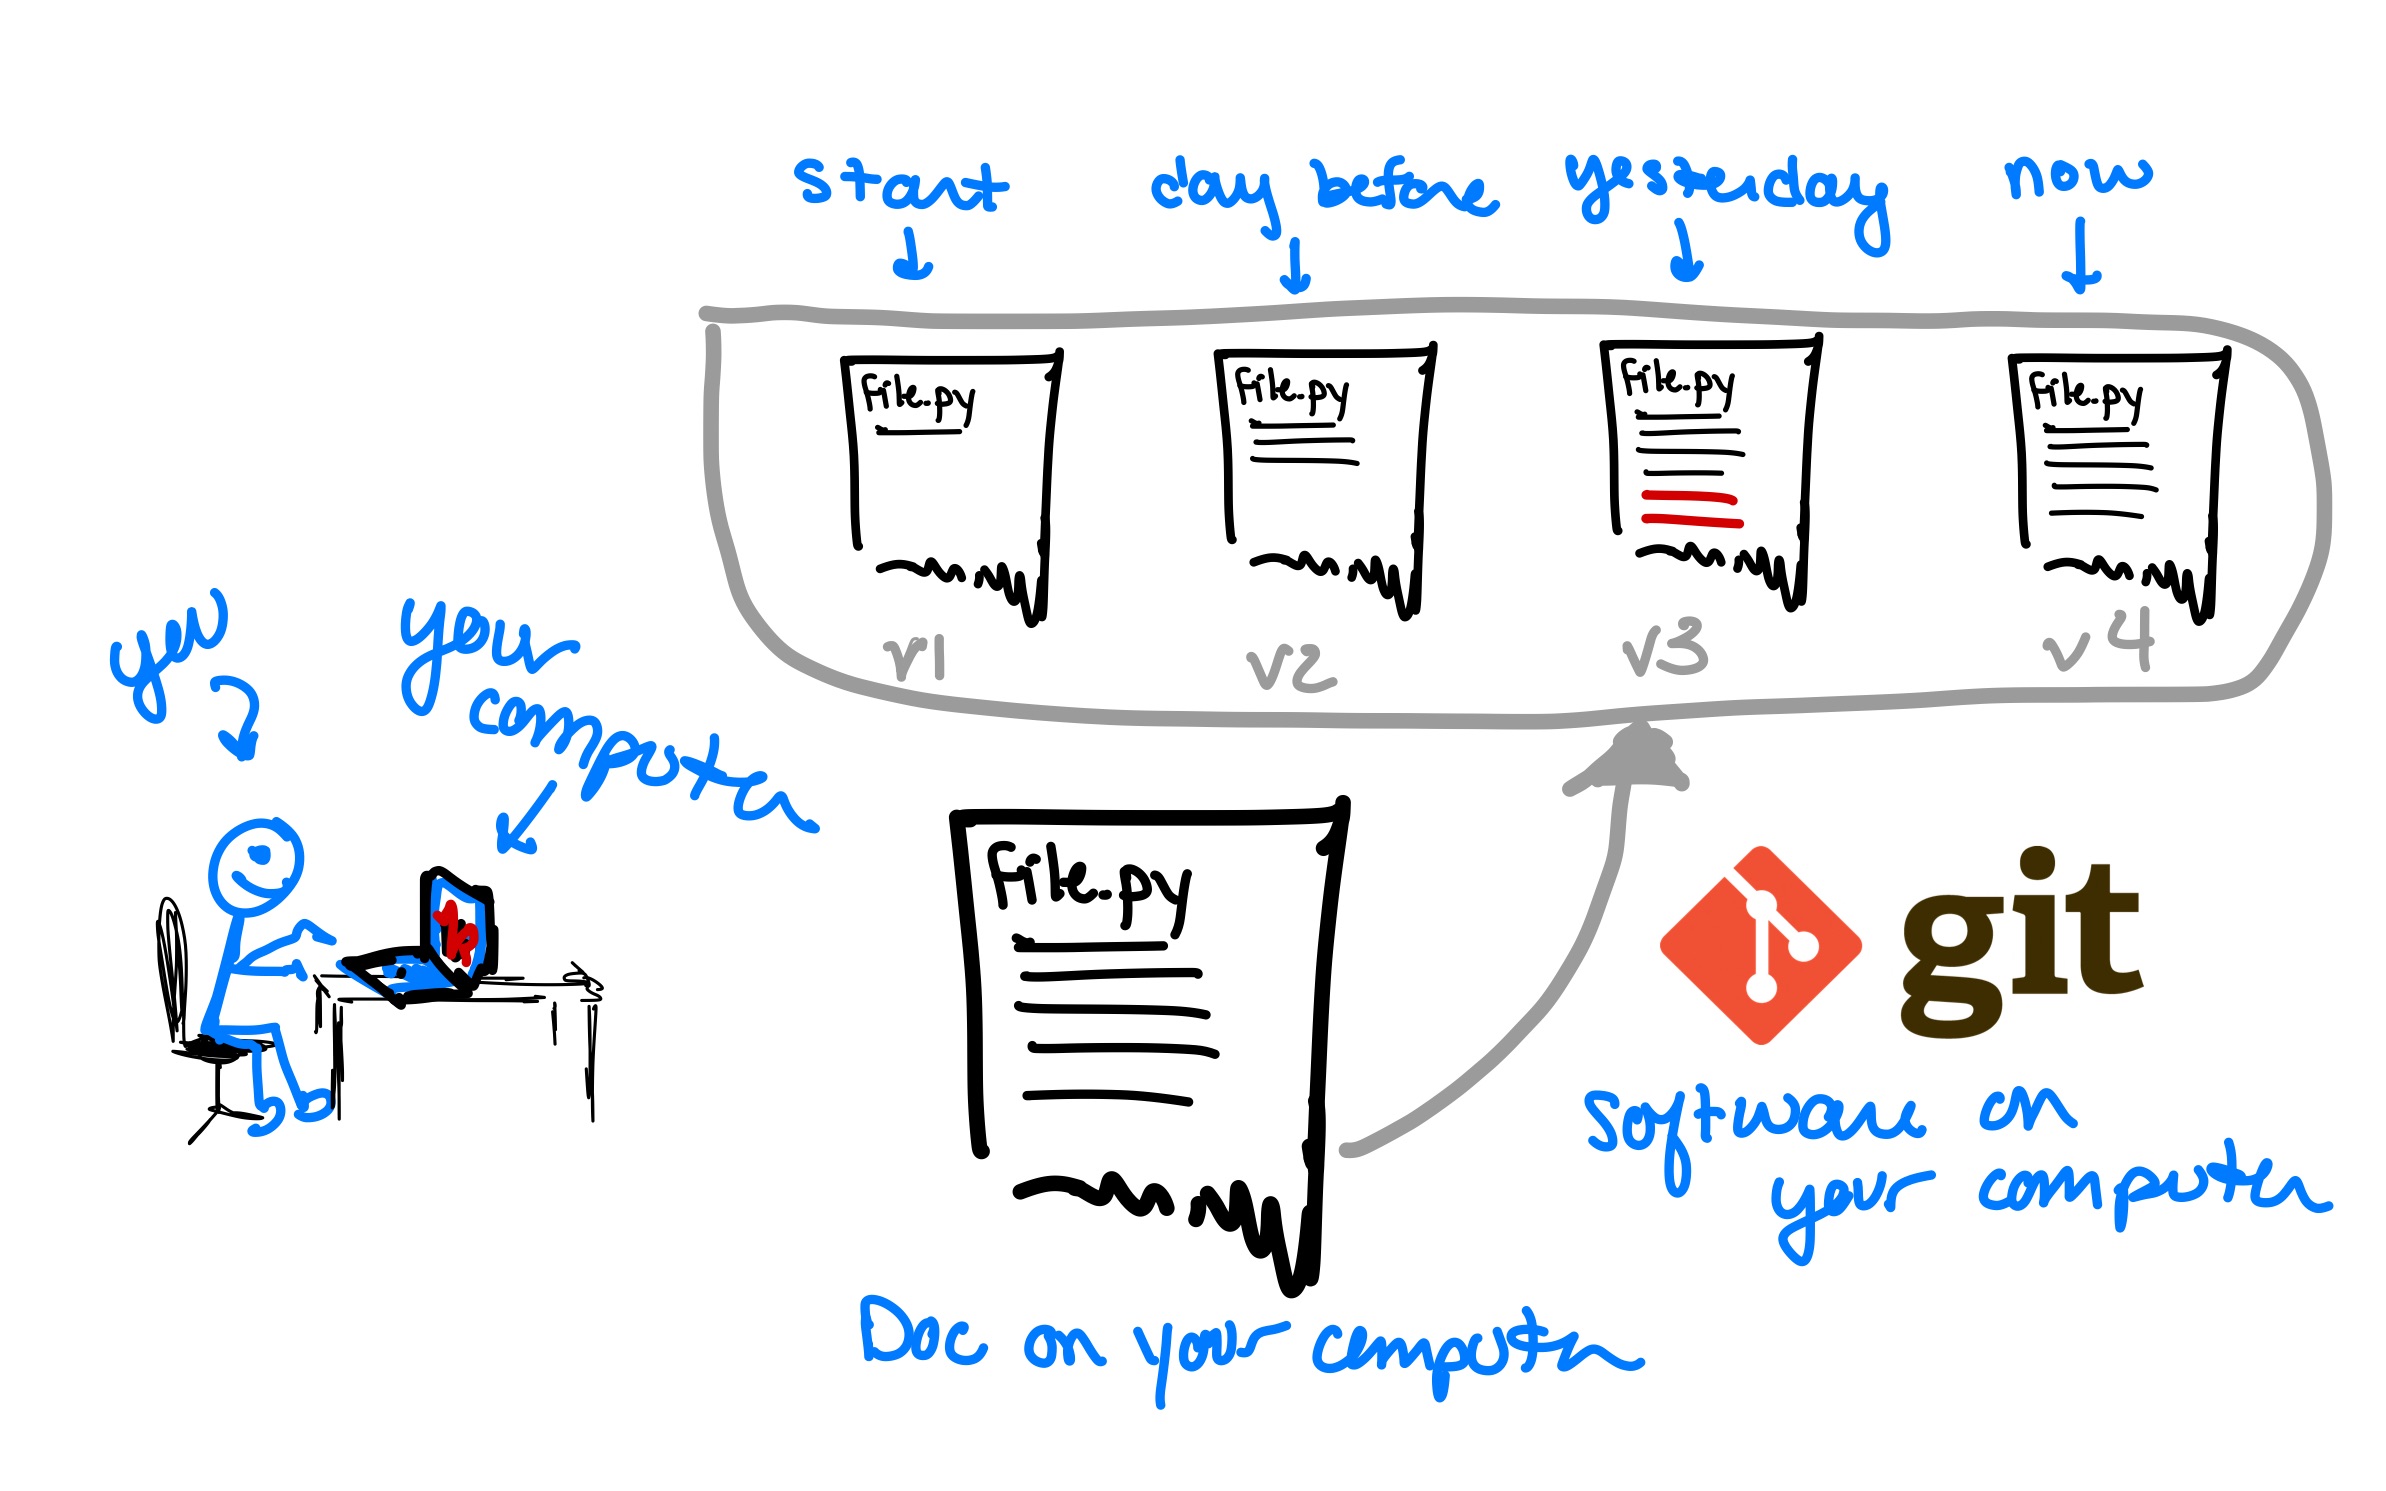 start day before yesterday now
file.py file.py file.py file.py
v1 v2 v3 v4
you
your
computer
file.py
git
software on
your computer
Doc on your computer